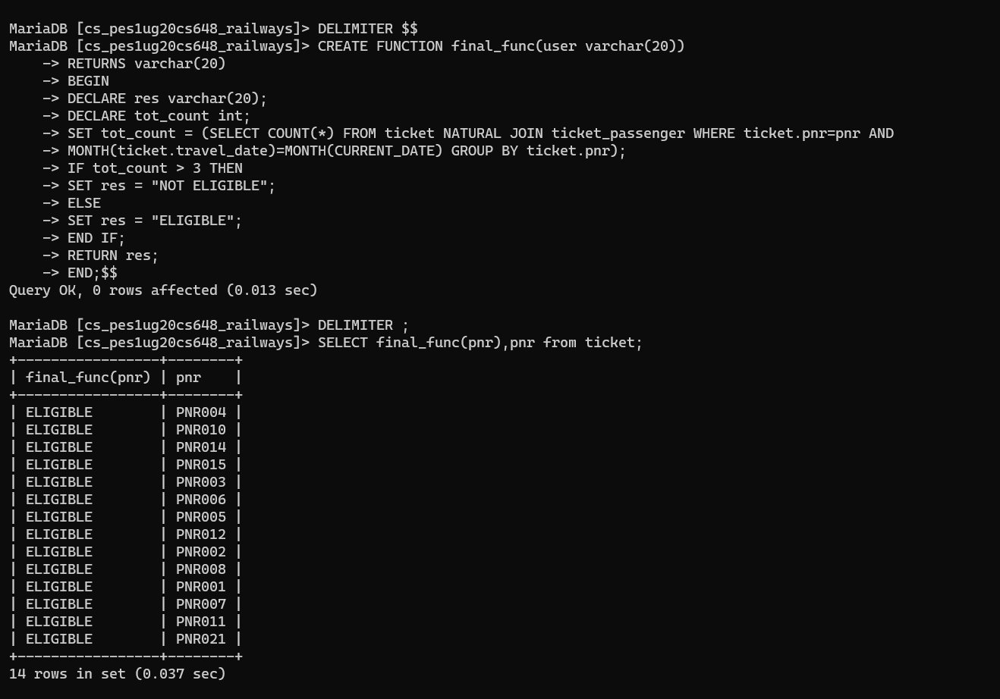 MariaDB [cs_pes1ug20cs648_railways]> DELIMITER $$
MariaDB [cs_pes1ug20cs648_railways]> CREATE FUNCTION final_func(user varchar(20))
    -> RETURNS varchar(20)
    -> BEGIN
    -> DECLARE res varchar(20);
    -> DECLARE tot_count int;
    -> SET tot_count = (SELECT COUNT(*) FROM ticket NATURAL JOIN ticket_passenger WHERE ticket.pnr=pnr AND
    -> MONTH(ticket.travel_date)=MONTH(CURRENT_DATE) GROUP BY ticket.pnr);
    -> IF tot_count > 3 THEN
    -> SET res = "NOT ELIGIBLE";
    -> ELSE
    -> SET res = "ELIGIBLE";
    -> END IF;
    -> RETURN res;
    -> END;$$
Query OK, 0 rows affected (0.013 sec)

MariaDB [cs_pes1ug20cs648_railways]> DELIMITER ;
MariaDB [cs_pes1ug20cs648_railways]> SELECT final_func(pnr),pnr from ticket;
+-----------------+--------+
| final_func(pnr) | pnr    |
+-----------------+--------+
| ELIGIBLE        | PNR004 |
| ELIGIBLE        | PNR010 |
| ELIGIBLE        | PNR014 |
| ELIGIBLE        | PNR015 |
| ELIGIBLE        | PNR003 |
| ELIGIBLE        | PNR006 |
| ELIGIBLE        | PNR005 |
| ELIGIBLE        | PNR012 |
| ELIGIBLE        | PNR002 |
| ELIGIBLE        | PNR008 |
| ELIGIBLE        | PNR001 |
| ELIGIBLE        | PNR007 |
| ELIGIBLE        | PNR011 |
| ELIGIBLE        | PNR021 |
+-----------------+--------+
14 rows in set (0.037 sec)